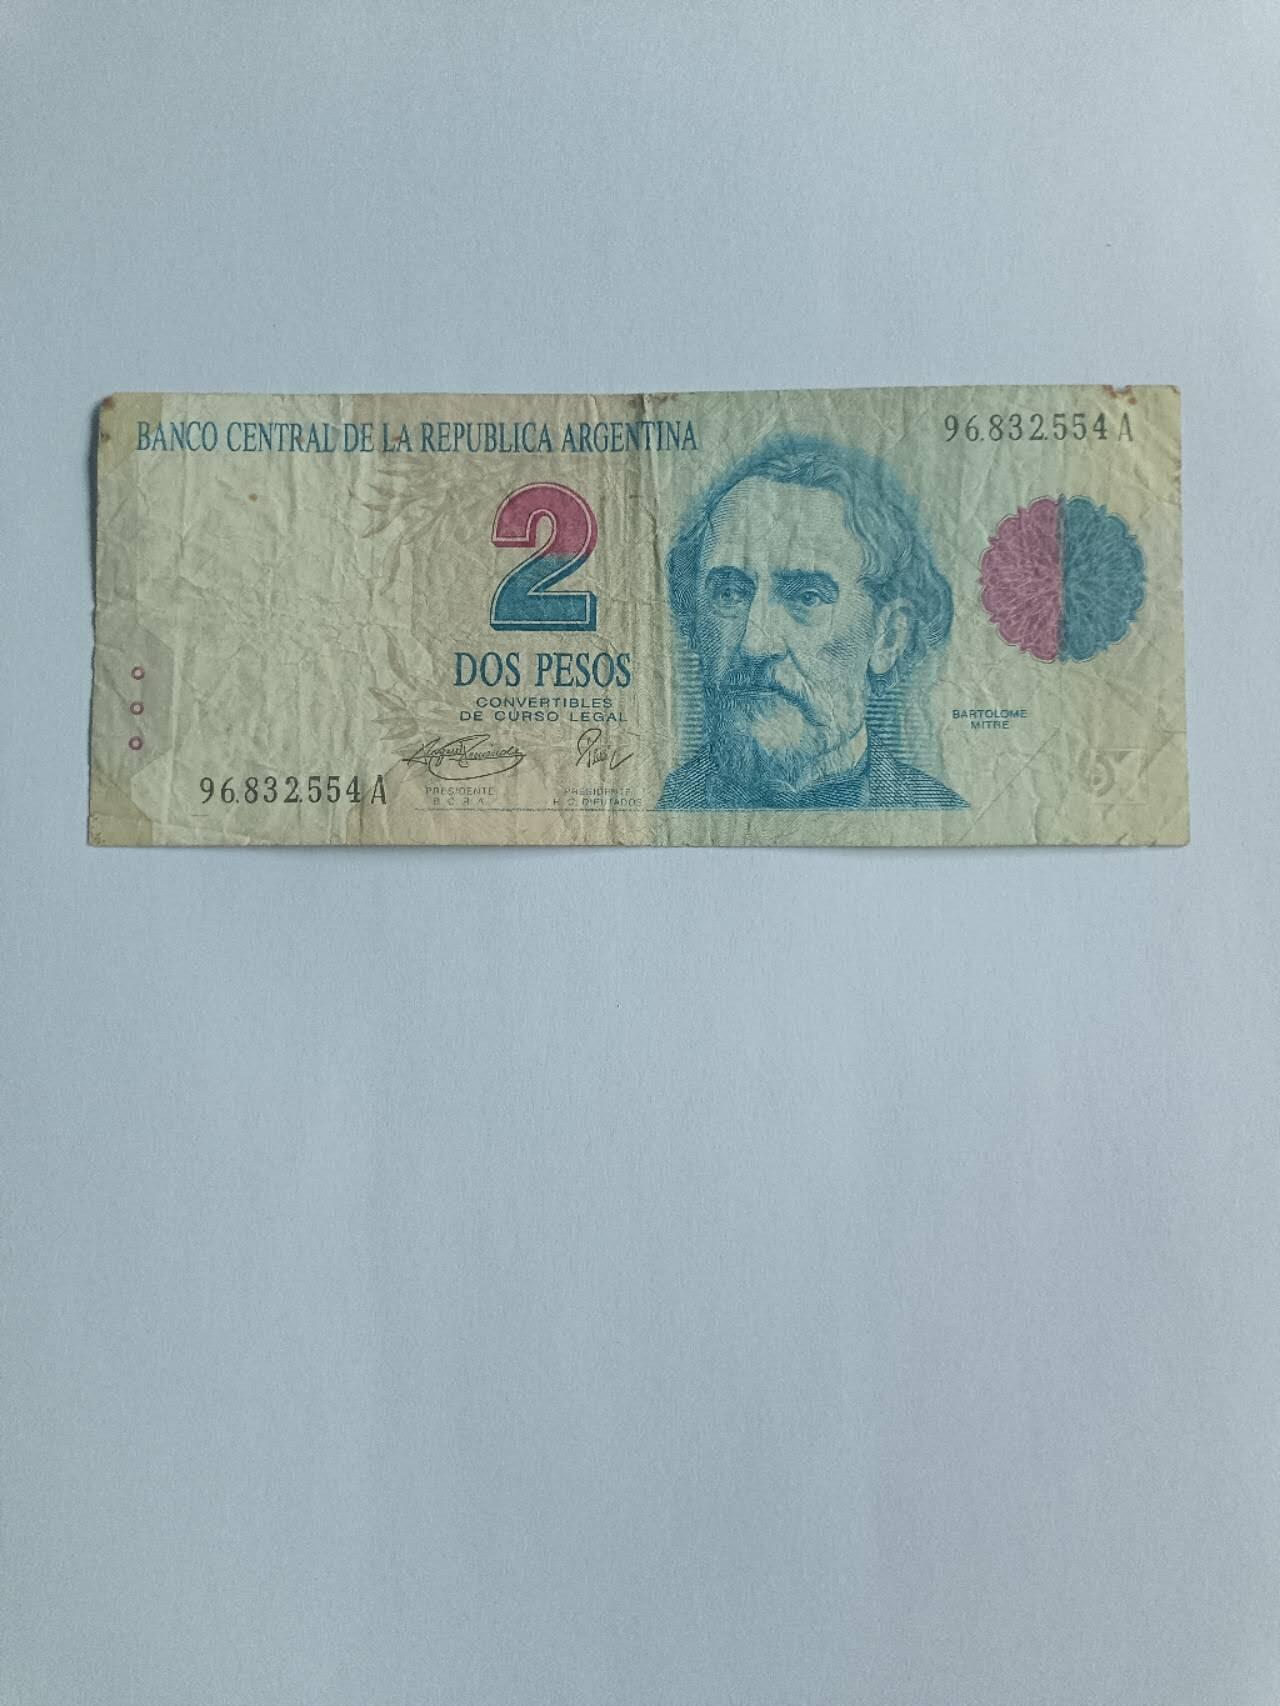 BANCO CENTRAL DE LA REPUBLICA ARGENTINA
96.832.554 A
2
DOS PESOS
CONVERTIBLES
DE CURSO LEGAL
BARTOLOME
MITRE
96.832.554 A
PRESIDENTE
B.C.R.A.
PRESIDENTE
H.C. DIPUTADOS